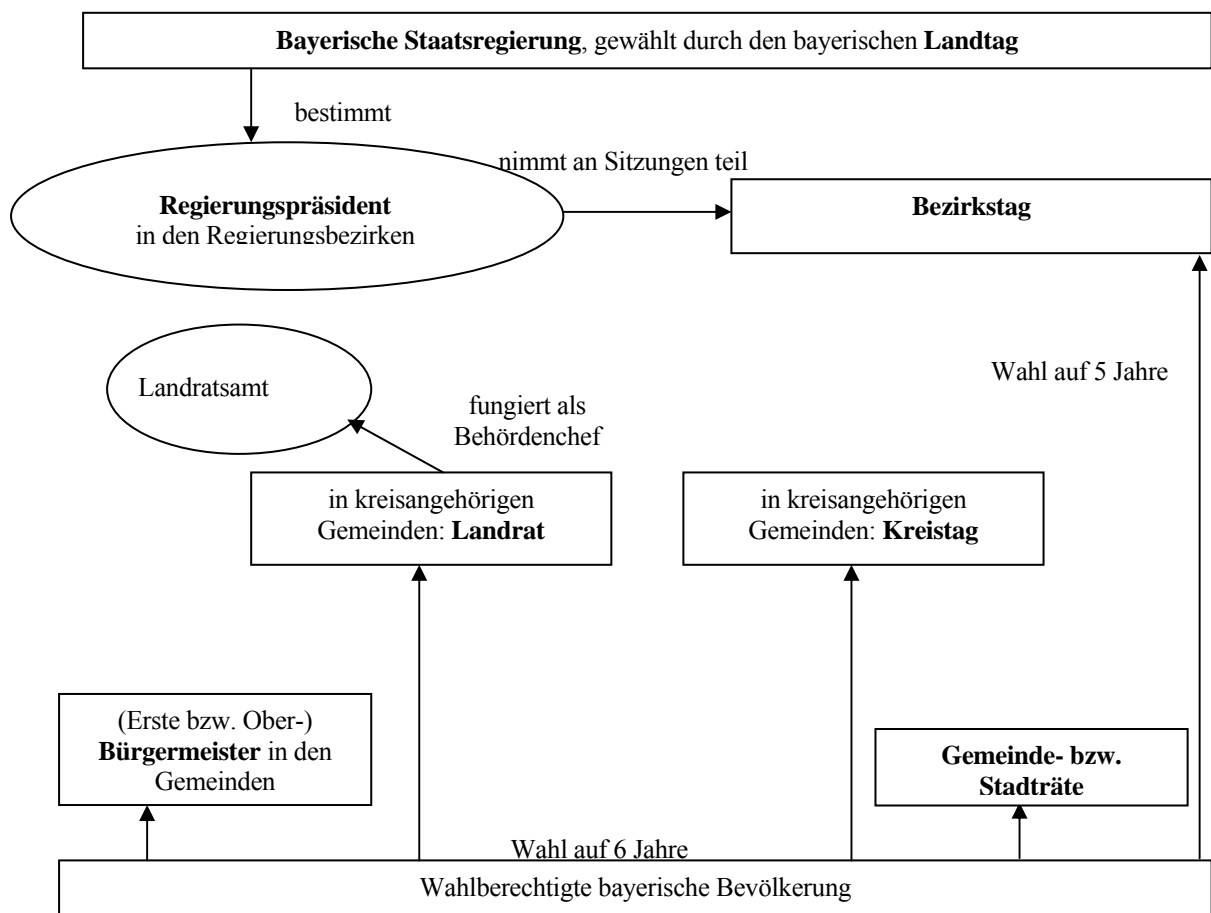 Bayerische Staatsregierung, gewählt durch den bayerischen Landtag
bestimmt
nimmt an Sitzungen teil
Regierungspräsident
in den Regierungsbezirken
Bezirkstag
Landratsamt
Wahl auf 5 Jahre
fungiert als
Behördenchef
in kreisangehörigen
Gemeinden: Landrat
in kreisangehörigen
Gemeinden: Kreistag
(Erste bzw. Ober-)
Bürgermeister in den
Gemeinden
Gemeinde- bzw.
Stadträte
Wahl auf 6 Jahre
Wahlberechtigte bayerische Bevölkerung